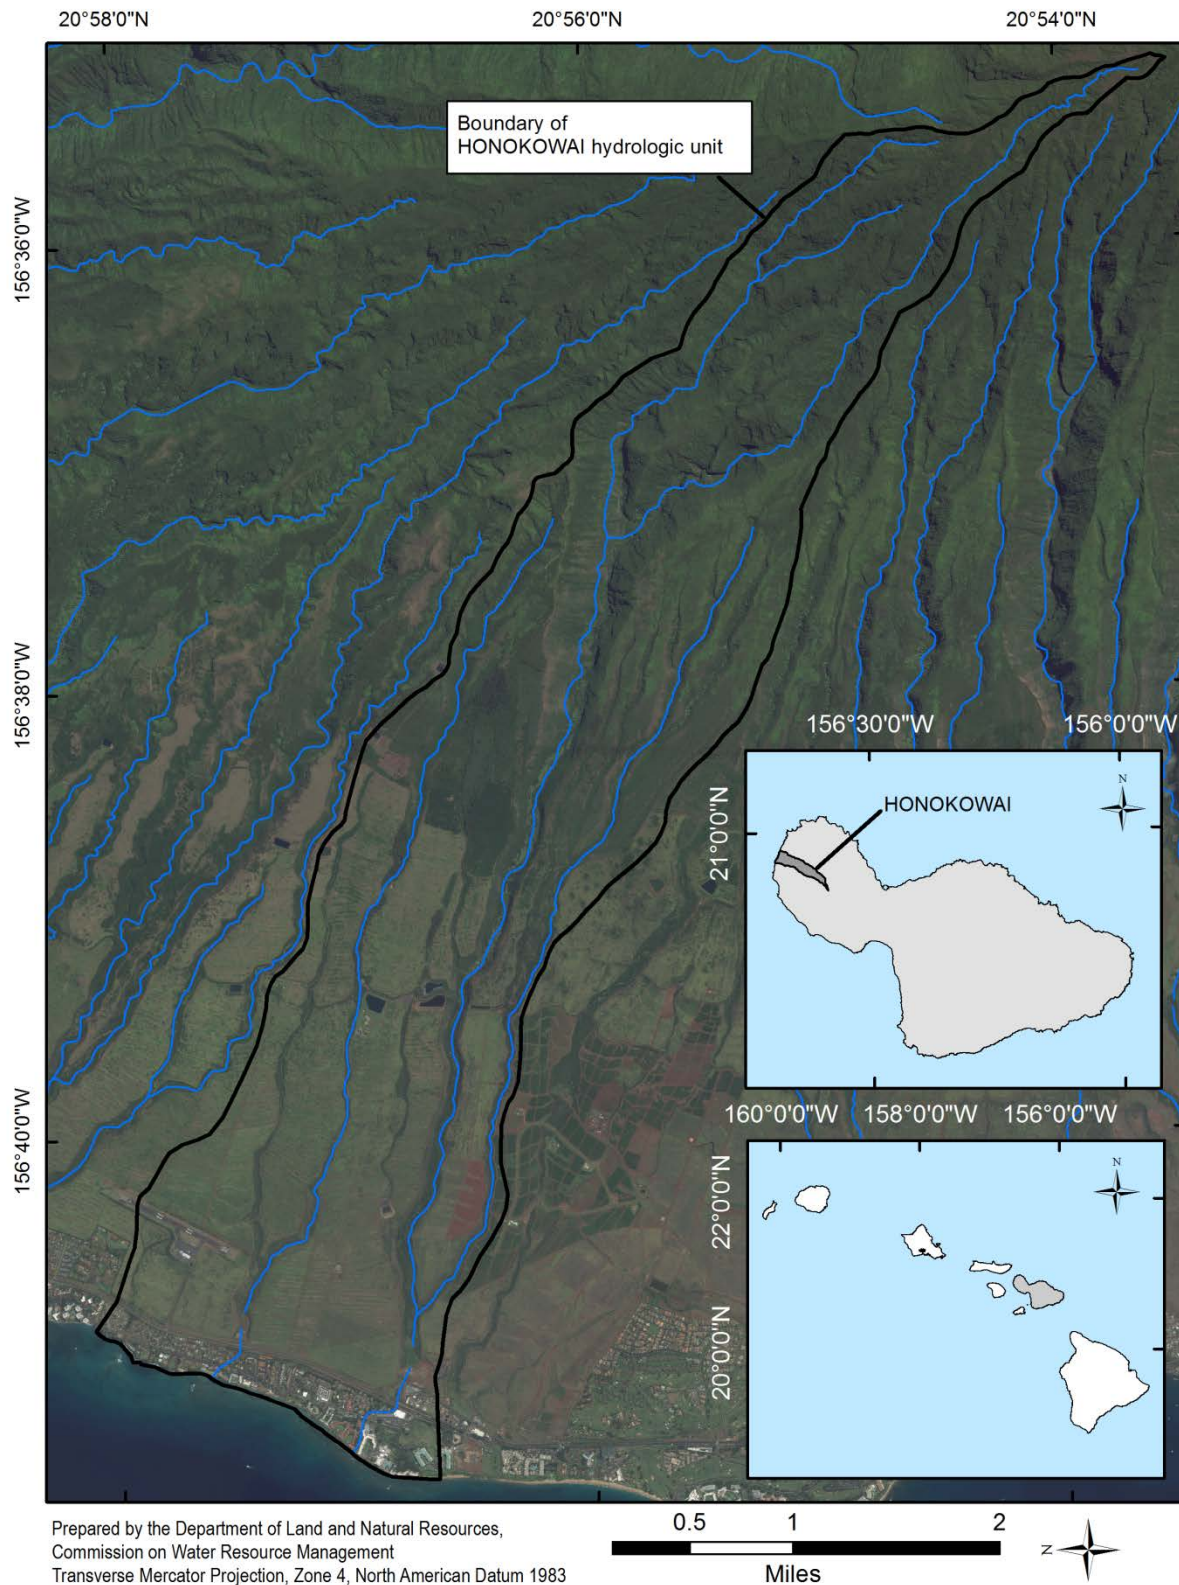 20°58'0"N
20°56'0"N
20°54'0"N
Boundary of
HONOKOWAI hydrologic unit
156°36'0"W
156°38'0"W
156°40'0"W
156°30'0"W
156°0'0"W
N
21°0'0"N
HONOKOWAI
160°0'0"W
158°0'0"W
156°0'0"W
N
22°0'0"N
20°0'0"N
Prepared by the Department of Land and Natural Resources,
Commission on Water Resource Management
Transverse Mercator Projection, Zone 4, North American Datum 1983
0.5
1
2
Miles
N